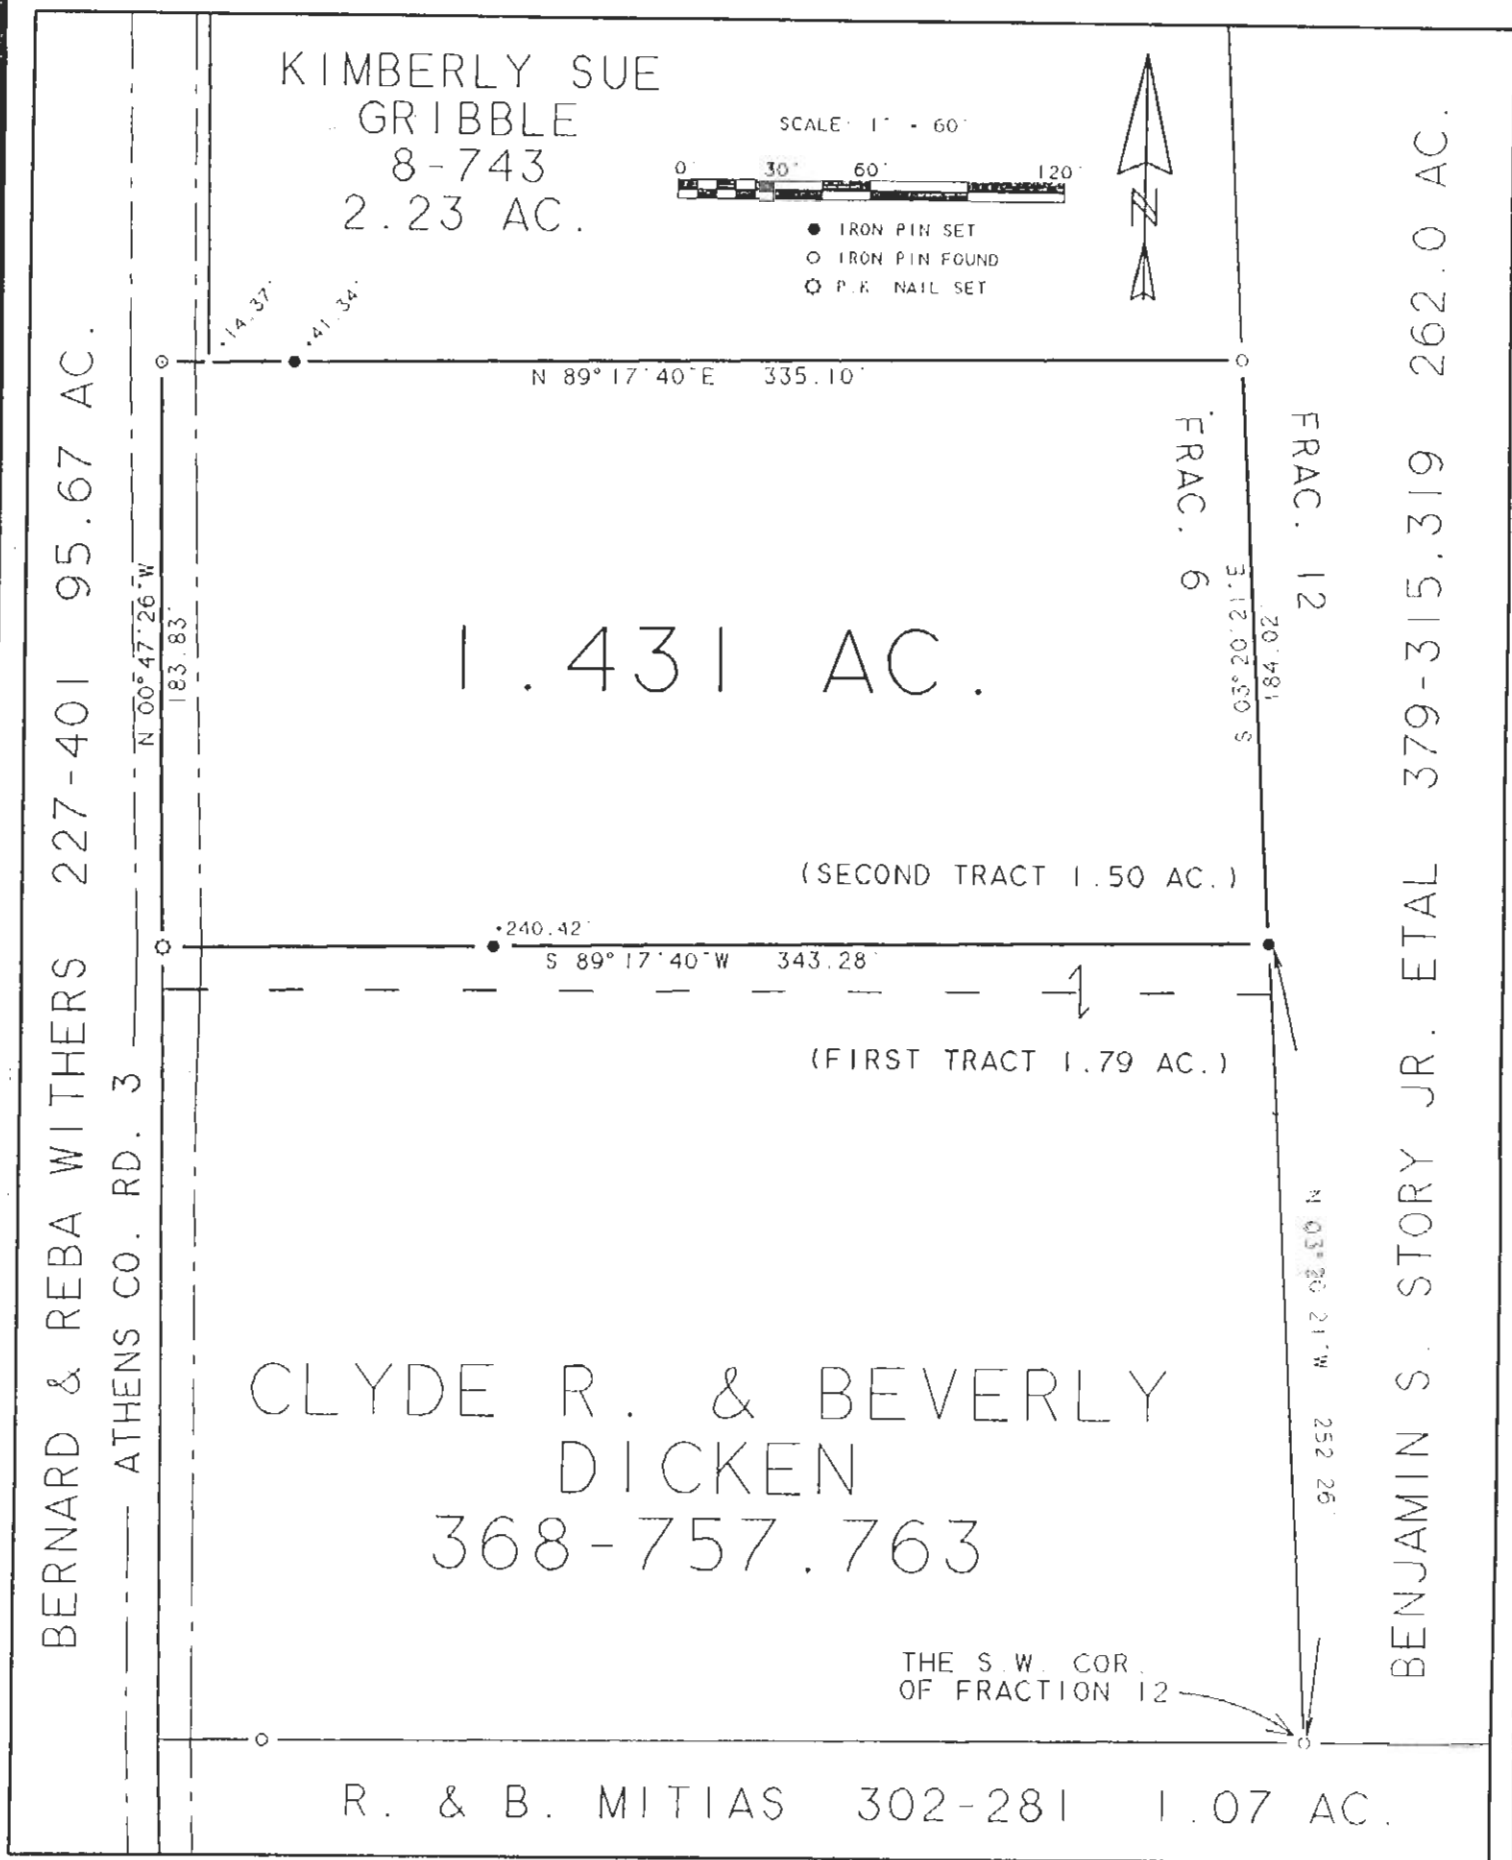 KIMBERLY SUE
GRIBBLE
8-743
2.23 AC.
SCALE 1" - 60'
0' 30' 60' 120'
IRON PIN SET
IRON PIN FOUND
P.K. NAIL SET
N
14.37'
41.34'
N 89°17'40"E 335.10'
FRAC. 6
FRAC. 12
S 03°20'21"E
184.02'
N 00°47'26"W
183.83'
1.431 AC.
(SECOND TRACT 1.50 AC.)
240.42'
S 89°17'40"W 343.28'
(FIRST TRACT 1.79 AC.)
BERNARD & REBA WITHERS 227-401 95.67 AC.
ATHENS CO. RD. 3
BENJAMIN S. STORY JR. ETAL 379-315.319 262.0 AC.
N 03°20'21"W 252.26'
CLYDE R. & BEVERLY
DICKEN
368-757.763
THE S.W. COR.
OF FRACTION 12
R. & B. MITIAS 302-281 1.07 AC.